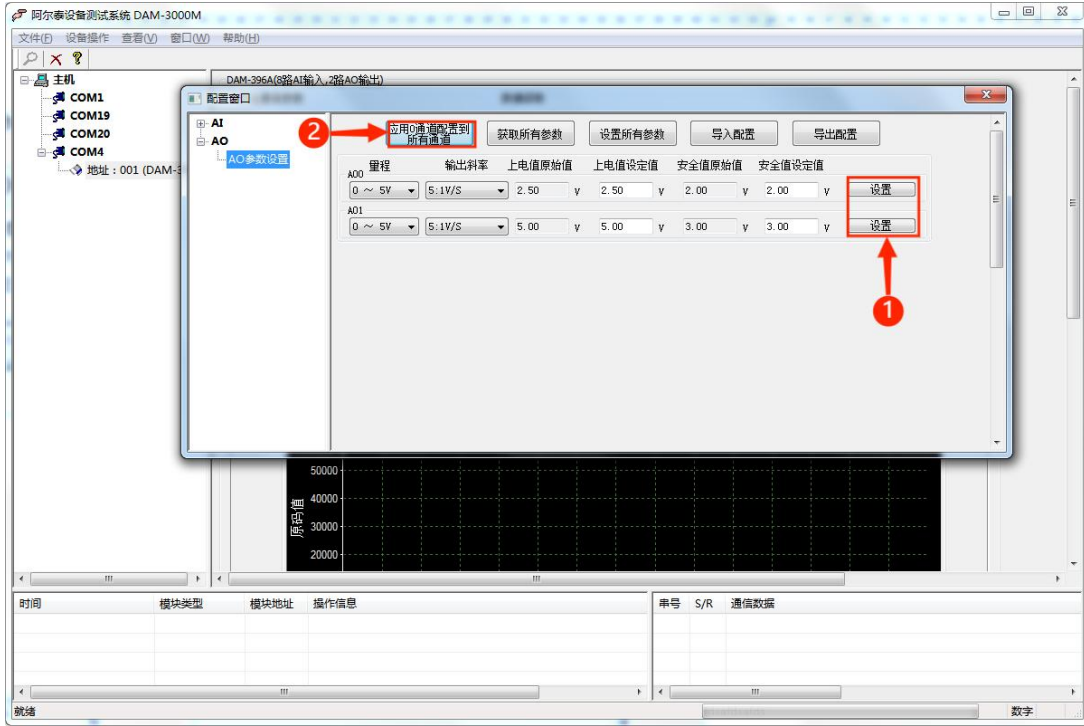 阿尔泰设备测试系统 DAM-3000M
文件(F) 设备操作 查看(V) 窗口(W) 帮助(H)
主机
COM1
COM19
COM20
COM4
地址：001 (DAM-3
DAM-396A(8路AI输入,2路AO输出)
配置窗口
AI
AO
AO参数设置
2
应用0通道配置到
所有通道
获取所有参数
设置所有参数
导入配置
导出配置
量程 输出斜率 上电值原始值 上电值设定值 安全值原始值 安全值设定值
AO0
0 ～ 5V 5:1V/S 2.50 V 2.50 V 2.00 V 2.00 V 设置
AO1
0 ～ 5V 5:1V/S 5.00 V 5.00 V 3.00 V 3.00 V 设置
1
原码值
50000
40000
30000
20000
时间 模块类型 模块地址 操作信息
串号 S/R 通信数据
就绪
数字